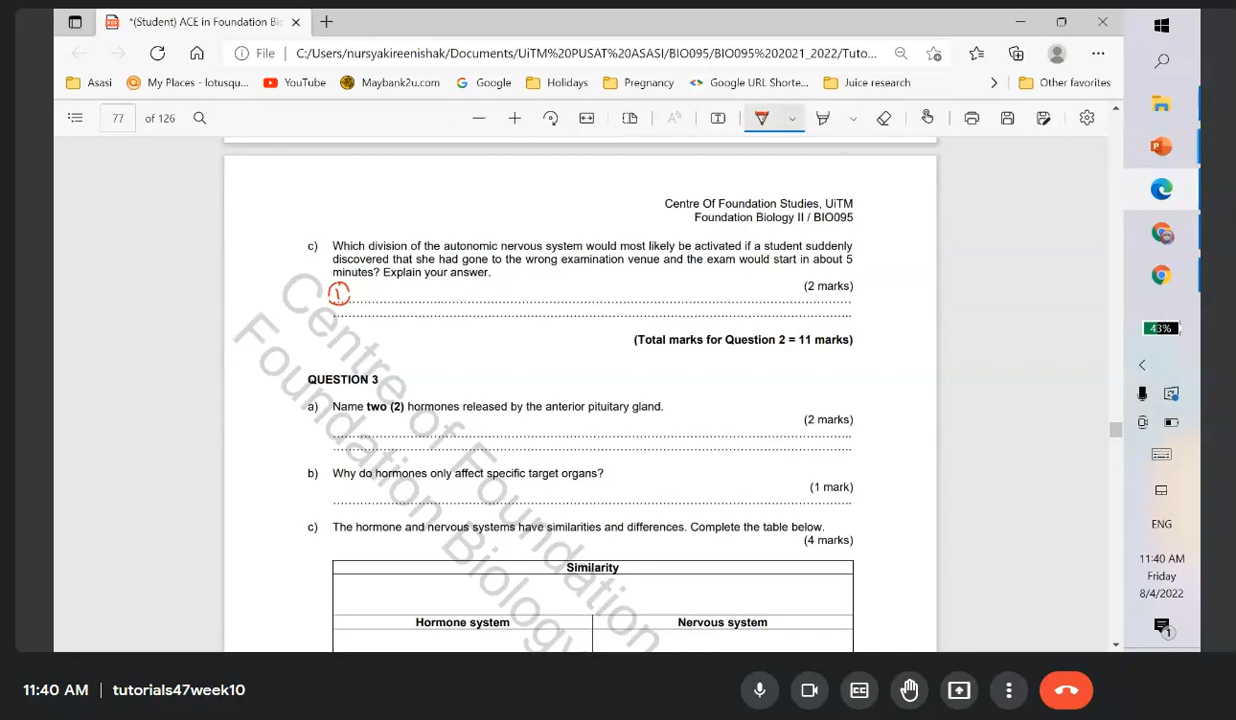 *(Student) ACE in Foundation Bio
File
C:/Users/nursyakireenishak/Documents/UiTM%20PUSAT%20ASASI/BIO095/BIO095%202021_2022/Tuto...
Asasi
My Places - lotusqu...
YouTube
Maybank2u.com
Google
Holidays
Pregnancy
Google URL Shorte...
Juice research
Other favorites
77 of 126
Centre Of Foundation Studies, UiTM
Foundation Biology II / BIO095
c) Which division of the autonomic nervous system would most likely be activated if a student suddenly
discovered that she had gone to the wrong examination venue and the exam would start in about 5
minutes? Explain your answer.
(2 marks)
1
(Total marks for Question 2 = 11 marks)
QUESTION 3
a) Name two (2) hormones released by the anterior pituitary gland.
(2 marks)
b) Why do hormones only affect specific target organs?
(1 mark)
c) The hormone and nervous systems have similarities and differences. Complete the table below.
(4 marks)
Similarity
Hormone system
Nervous system
Centre of Foundation
Foundation Biology
43%
ENG
11:40 AM
Friday
8/4/2022
1
11:40 AM | tutorials47week10